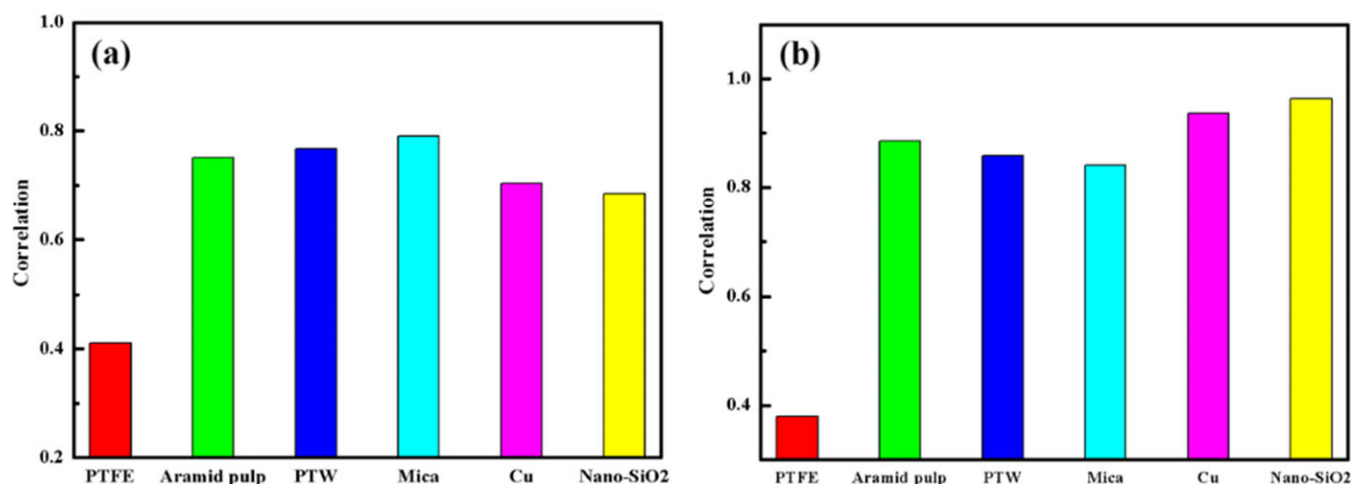 (a)
Correlation
1.0
0.8
0.6
0.4
0.2
PTFE Aramid pulp PTW Mica Cu Nano-SiO2
(b)
Correlation
1.0
0.8
0.6
0.4
PTFE Aramid pulp PTW Mica Cu Nano-SiO2